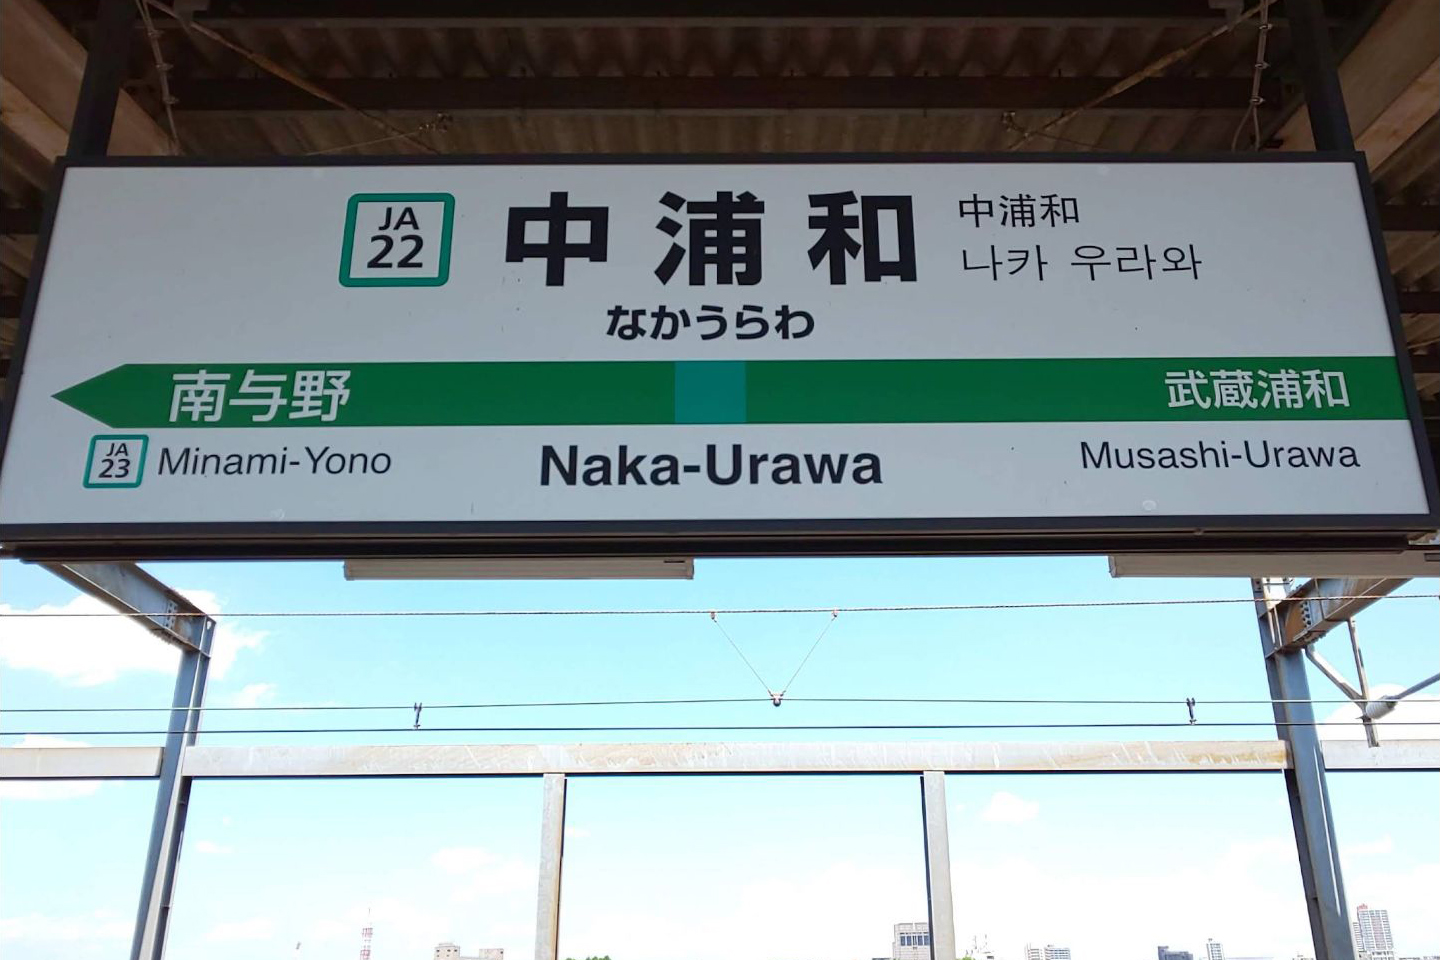 JA
22
中浦和
中浦和
나카 우라와
なかうらわ
南与野
武蔵浦和
JA
23
Minami-Yono
Naka-Urawa
Musashi-Urawa